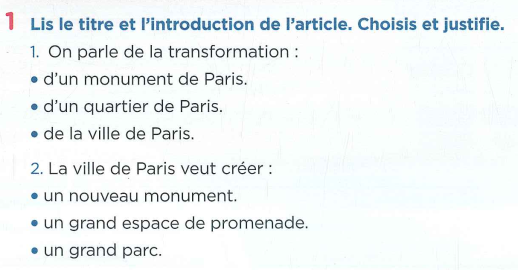 1 Lis le titre et l'introduction de l'article. Choisis et justifie.
1. On parle de la transformation :
• d'un monument de Paris.
• d'un quartier de Paris.
• de la ville de Paris.
2. La ville de Paris veut créer :
• un nouveau monument.
• un grand espace de promenade.
• un grand parc.